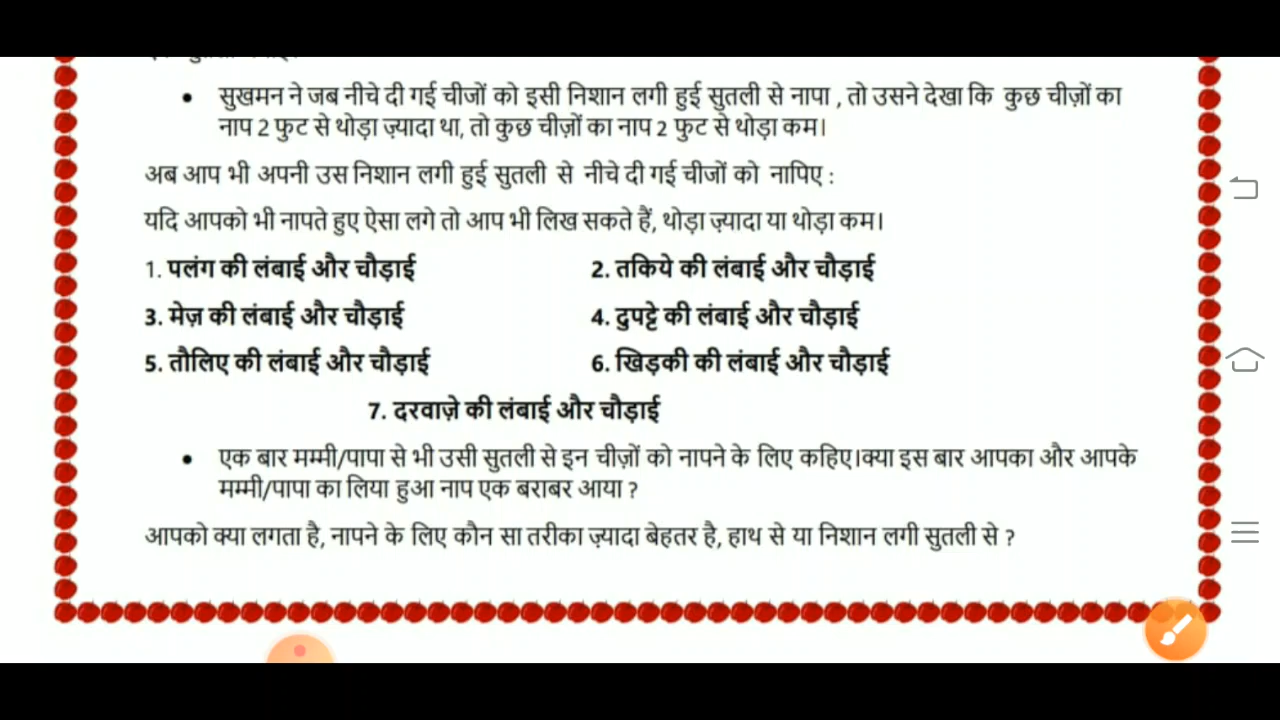 • सुखमन ने जब नीचे दी गई चीजों को इसी निशान लगी हुई सुतली से नापा , तो उसने देखा कि कुछ चीज़ों का
नाप 2 फुट से थोड़ा ज़्यादा था, तो कुछ चीज़ों का नाप 2 फुट से थोड़ा कम।
अब आप भी अपनी उस निशान लगी हुई सुतली से नीचे दी गई चीजों को नापिए :
यदि आपको भी नापते हुए ऐसा लगे तो आप भी लिख सकते हैं, थोड़ा ज़्यादा या थोड़ा कम।
1. पलंग की लंबाई और चौड़ाई 2. तकिये की लंबाई और चौड़ाई
3. मेज़ की लंबाई और चौड़ाई 4. दुपट्टे की लंबाई और चौड़ाई
5. तौलिए की लंबाई और चौड़ाई 6. खिड़की की लंबाई और चौड़ाई
7. दरवाज़े की लंबाई और चौड़ाई
• एक बार मम्मी/पापा से भी उसी सुतली से इन चीज़ों को नापने के लिए कहिए।क्या इस बार आपका और आपके
मम्मी/पापा का लिया हुआ नाप एक बराबर आया ?
आपको क्या लगता है, नापने के लिए कौन सा तरीका ज़्यादा बेहतर है, हाथ से या निशान लगी सुतली से ?